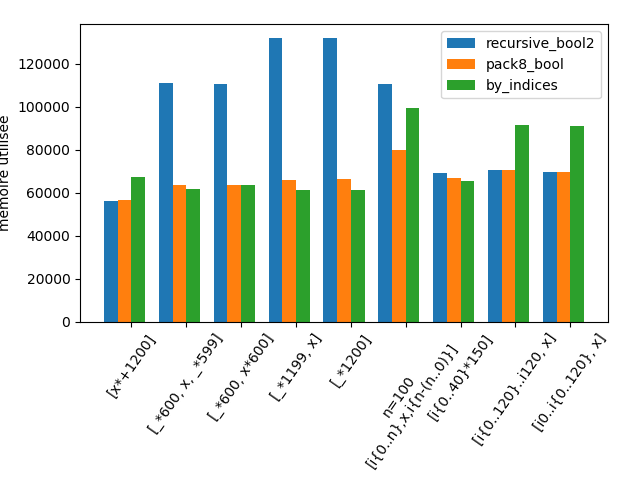 recursive_bool2
pack8_bool
by_indices
mémoire utilisée
120000
100000
80000
60000
40000
20000
0
[x*+1200]
[_*600, x, _*599]
[_*600, x*600]
[_*1199, x]
[_*1200]
n=100
[i{0..n},x,i{n-(n..0)}]
[i{0..40}*150]
[i{0..120}..i120, x]
[i0..i{0..120}, x]